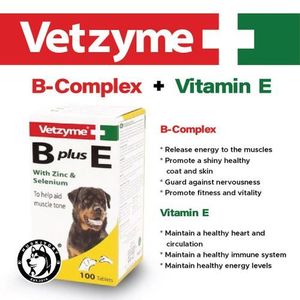 Vetzyme
B-Complex + Vitamin E
Vetzyme
B plus E
With Zinc &
Selenium
To help aid
muscle tone
100 Tablets
B-Complex
* Release energy to the muscles
* Promote a shiny healthy
coat and skin
* Guard against nervousness
* Promote fitness and vitality
Vitamin E
* Maintain a healthy heart and
circulation
* Maintain a healthy immune system
* Maintain healthy energy levels